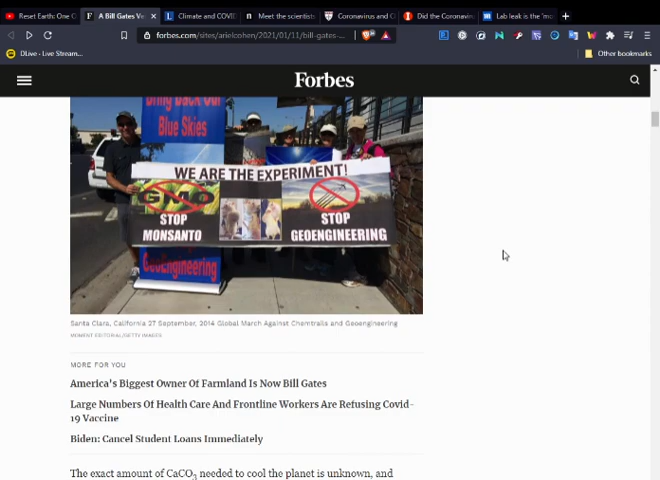 Reset Earth: One O
A Bill Gates Ve
Climate and COVI
Meet the scientists
Coronavirus and Cl
Did the Coronavirus
Lab leak is the 'mo
forbes.com/sites/arielcohen/2021/01/11/bill-gates-...
DLive - Live Stream...
Other bookmarks
Forbes
Bring Back Our
Blue Skies
WE ARE THE EXPERIMENT!
GMO
STOP
MONSANTO
STOP
GEOENGINEERING
GeoEngineering
Santa Clara, California 27 September, 2014 Global March Against Chemtrails and Geoengineering
MOMENT EDITORIAL/GETTY IMAGES
MORE FOR YOU
America's Biggest Owner Of Farmland Is Now Bill Gates
Large Numbers Of Health Care And Frontline Workers Are Refusing Covid-
19 Vaccine
Biden: Cancel Student Loans Immediately
The exact amount of CaCO3 needed to cool the planet is unknown, and